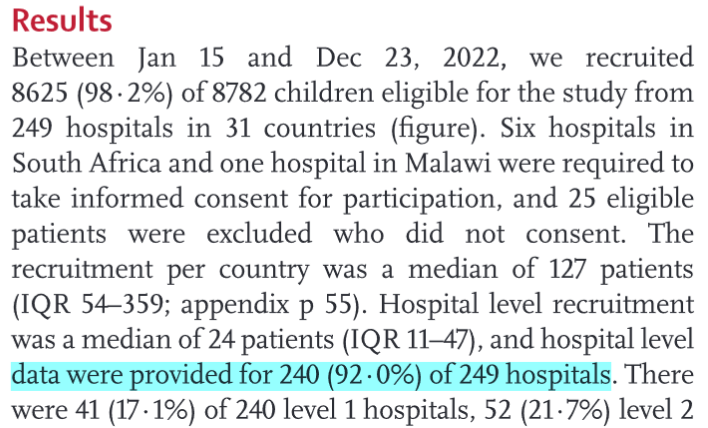 Results
Between Jan 15 and Dec 23, 2022, we recruited
8625 (98·2%) of 8782 children eligible for the study from
249 hospitals in 31 countries (figure). Six hospitals in
South Africa and one hospital in Malawi were required to
take informed consent for participation, and 25 eligible
patients were excluded who did not consent. The
recruitment per country was a median of 127 patients
(IQR 54–359; appendix p 55). Hospital level recruitment
was a median of 24 patients (IQR 11–47), and hospital level
data were provided for 240 (92·0%) of 249 hospitals. There
were 41 (17·1%) of 240 level 1 hospitals, 52 (21·7%) level 2